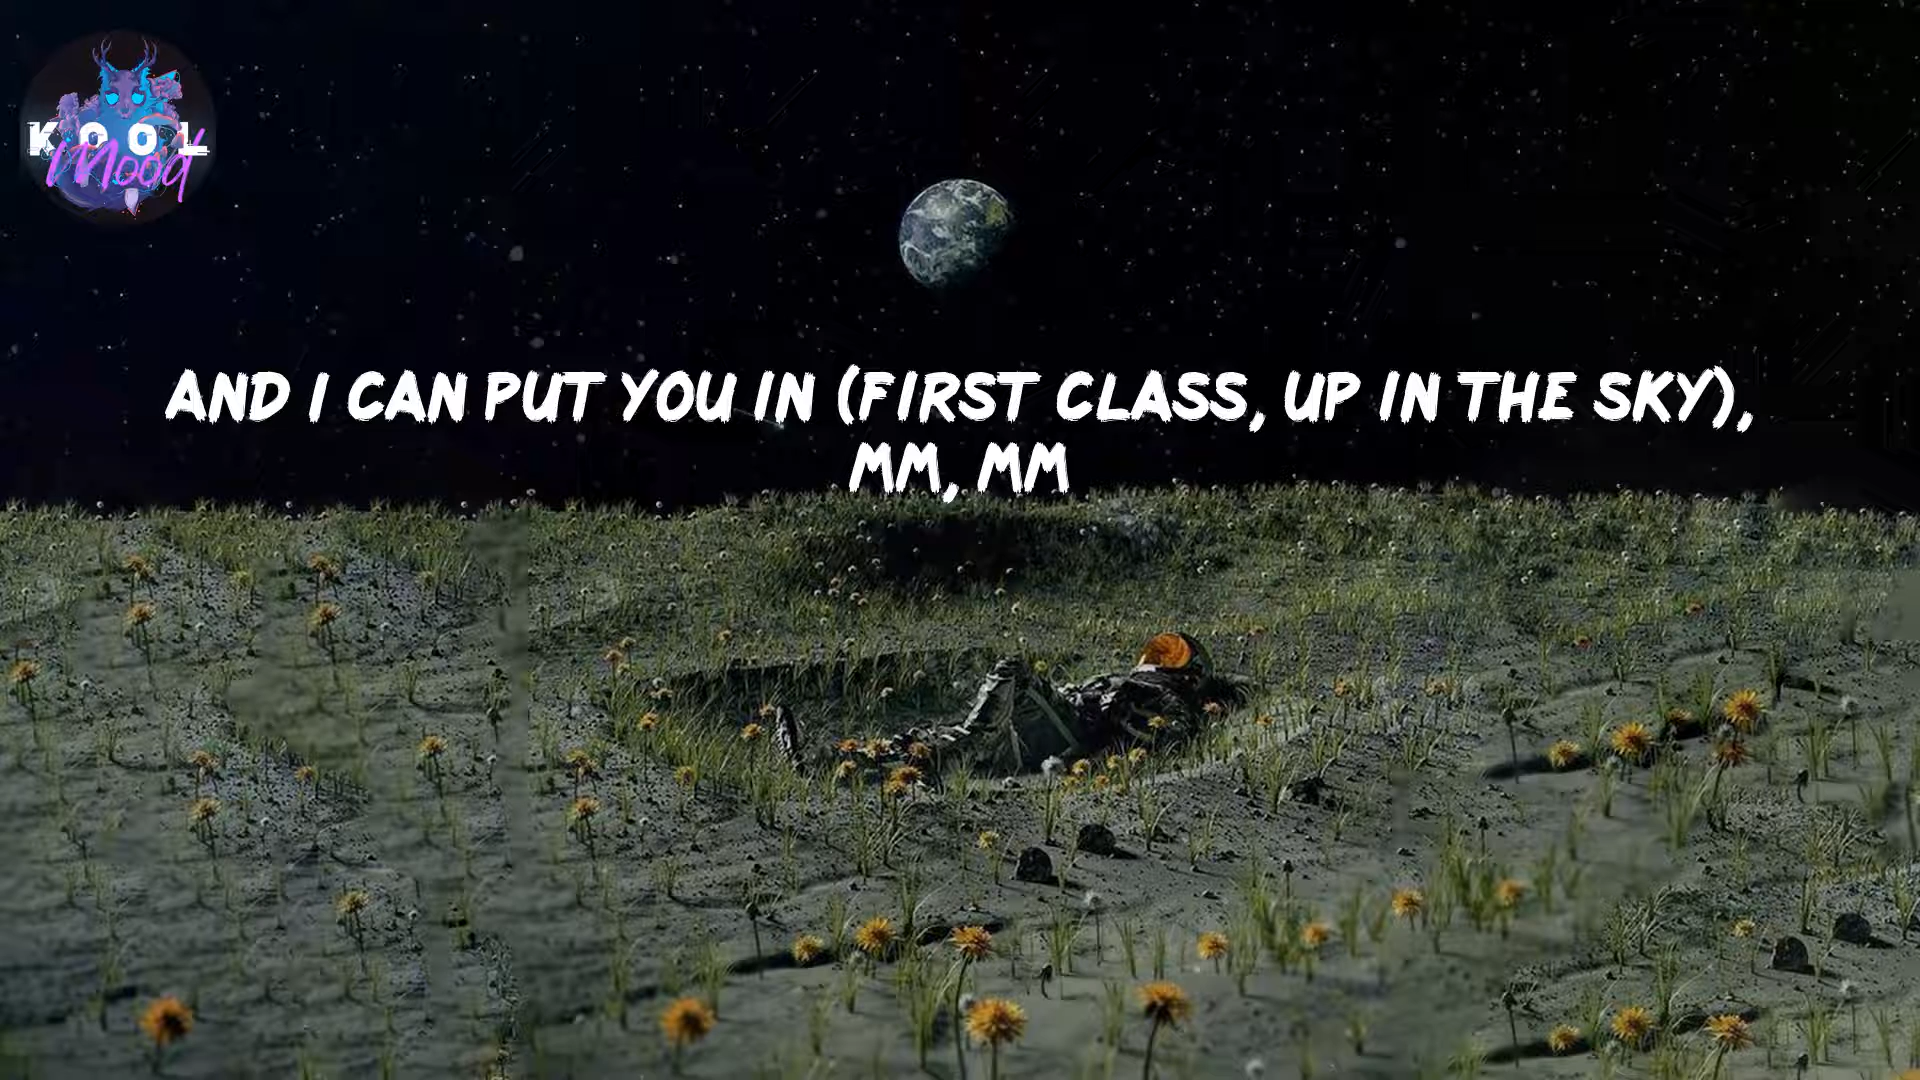 KOOL
Mood
AND I CAN PUT YOU IN (FIRST CLASS, UP IN THE SKY),
MM, MM